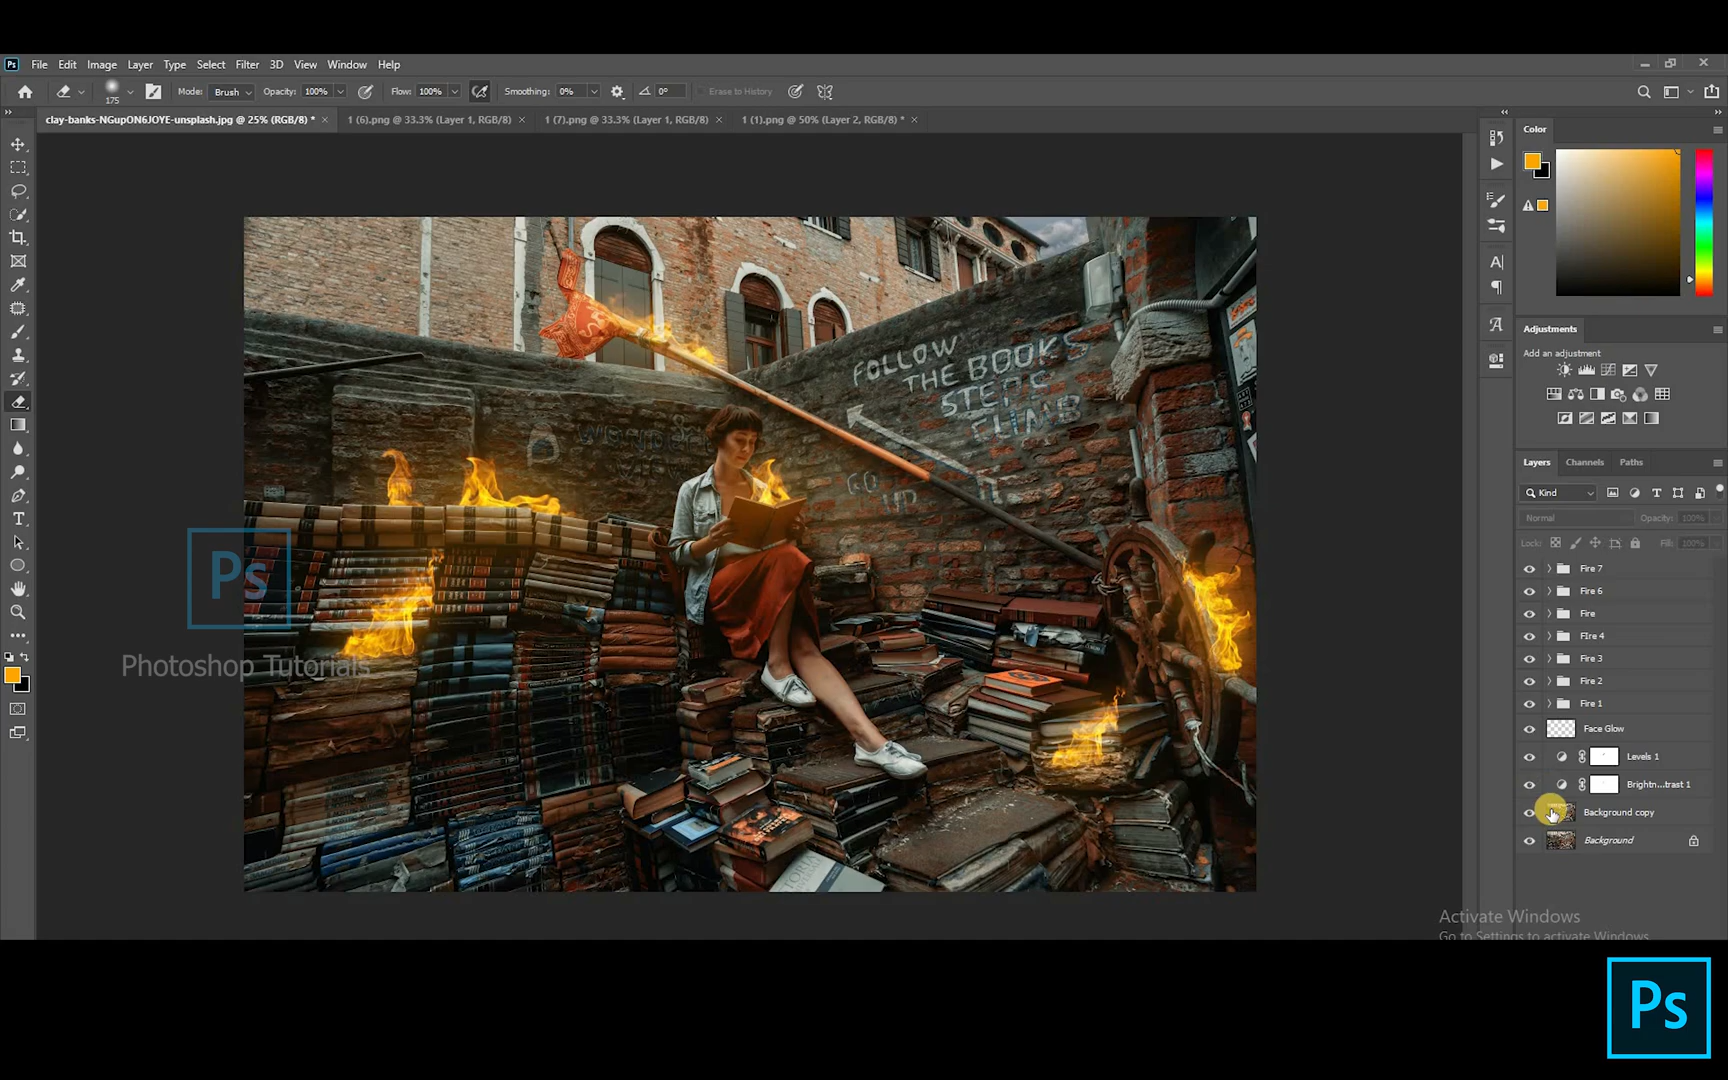 Ps
File Edit Image Layer Type Select Filter 3D View Window Help
175 Mode: Brush Opacity: 100% Flow: 100% Smoothing: 0% 0° Erase to History
clay-banks-NGupON6JOYE-unsplash.jpg @ 25% (RGB/8) * 1 (6).png @ 33.3% (Layer 1, RGB/8) 1 (7).png @ 33.3% (Layer 1, RGB/8) 1 (1).png @ 50% (Layer 2, RGB/8) *
Color
Adjustments
Add an adjustment
Layers Channels Paths
Kind
Normal Opacity: 100%
Lock: Fill: 100%
Fire 7
Fire 6
Fire
FIre 4
Fire 3
Fire 2
Fire 1
Face Glow
Levels 1
Brightn...trast 1
Background copy
Background
FOLLOW
THE BOOKS
STEPS
CLIMB
GO
UP
Ps
Photoshop Tutorials
Activate Windows
Go to Settings to activate Windows.
Ps